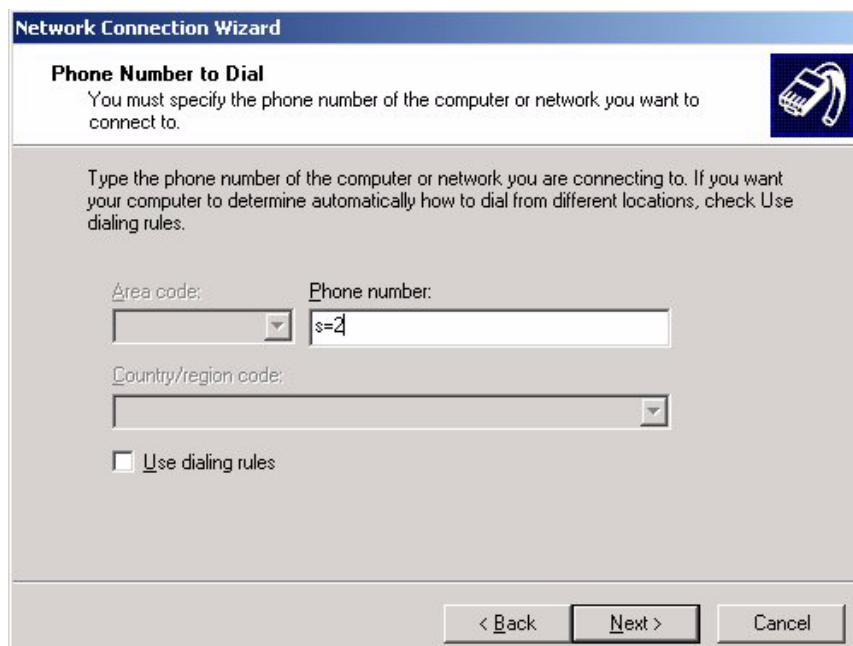 Network Connection Wizard
Phone Number to Dial
You must specify the phone number of the computer or network you want to
connect to.
Type the phone number of the computer or network you are connecting to. If you want
your computer to determine automatically how to dial from different locations, check Use
dialing rules.
Area code:
Phone number:
s=2
Country/region code:
Use dialing rules
< Back
Next >
Cancel